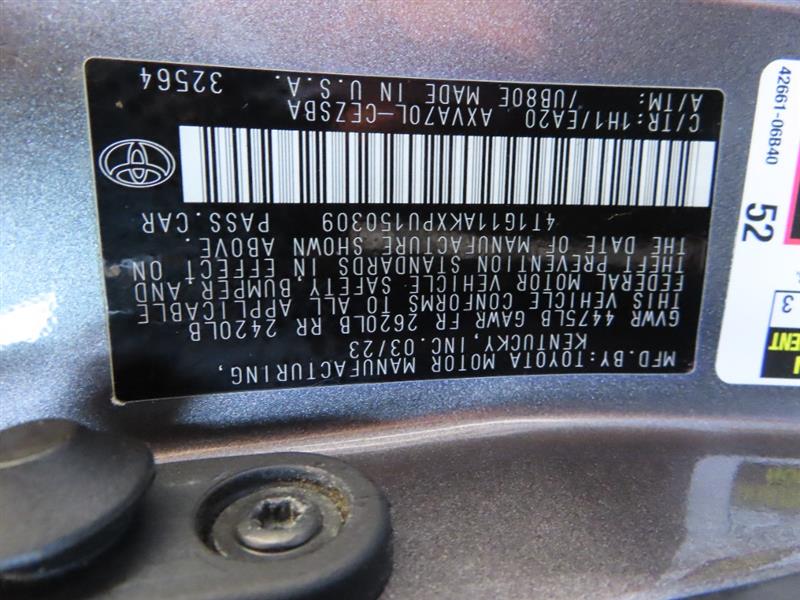 MFD.BY:TOYOTA MOTOR MANUFACTURING,
KENTUCKY, INC. 03/23
GVWR 4475LB GAWR FR 2620LB RR 2420LB
THIS VEHICLE CONFORMS TO ALL APPLICABLE
FEDERAL MOTOR VEHICLE SAFETY,BUMPER,AND
THEFT PREVENTION STANDARDS IN EFFECT ON
THE DATE OF MANUFACTURE SHOWN ABOVE.
4T1G11AKXPU150309 PASS.CAR
C/TR:1H1/EA20 AXVA70L-CEZSBA
A/TM: /UB80E MADE IN U.S.A. 32564
52
42661-06B40
3